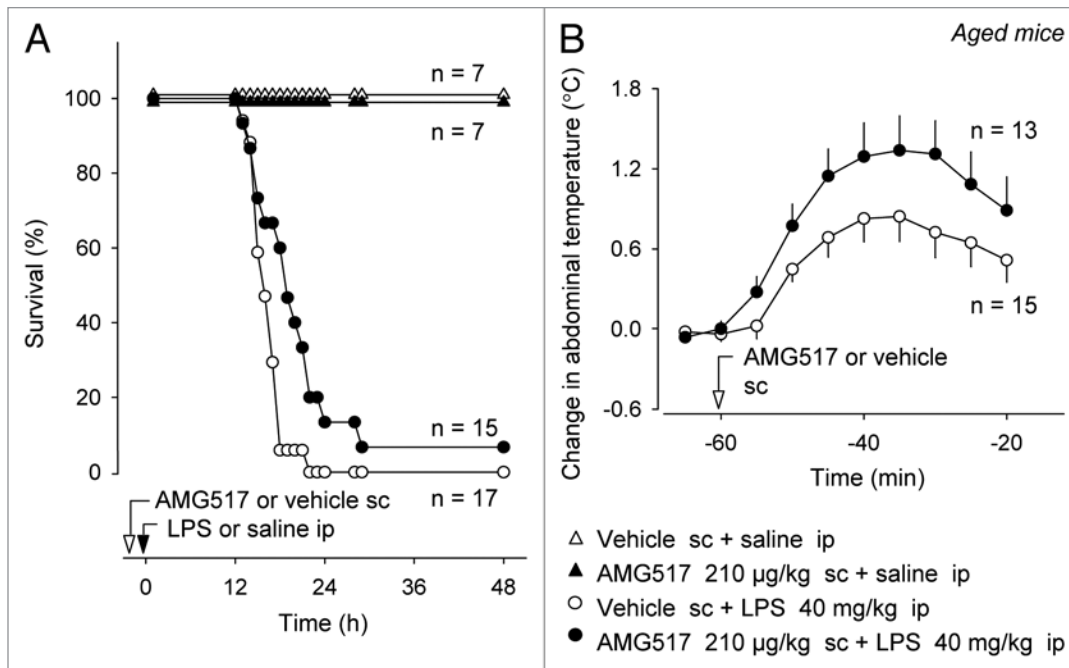 A
n = 7
n = 7
n = 15
n = 17
Survival (%)
100
80
60
40
20
0
AMG517 or vehicle sc
LPS or saline ip
0 12 24 36 48
Time (h)
B
Aged mice
Change in abdominal temperature (°C)
1.8
1.2
0.6
0.0
-0.6
n = 13
n = 15
AMG517 or vehicle
sc
-60 -40 -20
Time (min)
Vehicle sc + saline ip
AMG517 210 µg/kg sc + saline ip
Vehicle sc + LPS 40 mg/kg ip
AMG517 210 µg/kg sc + LPS 40 mg/kg ip